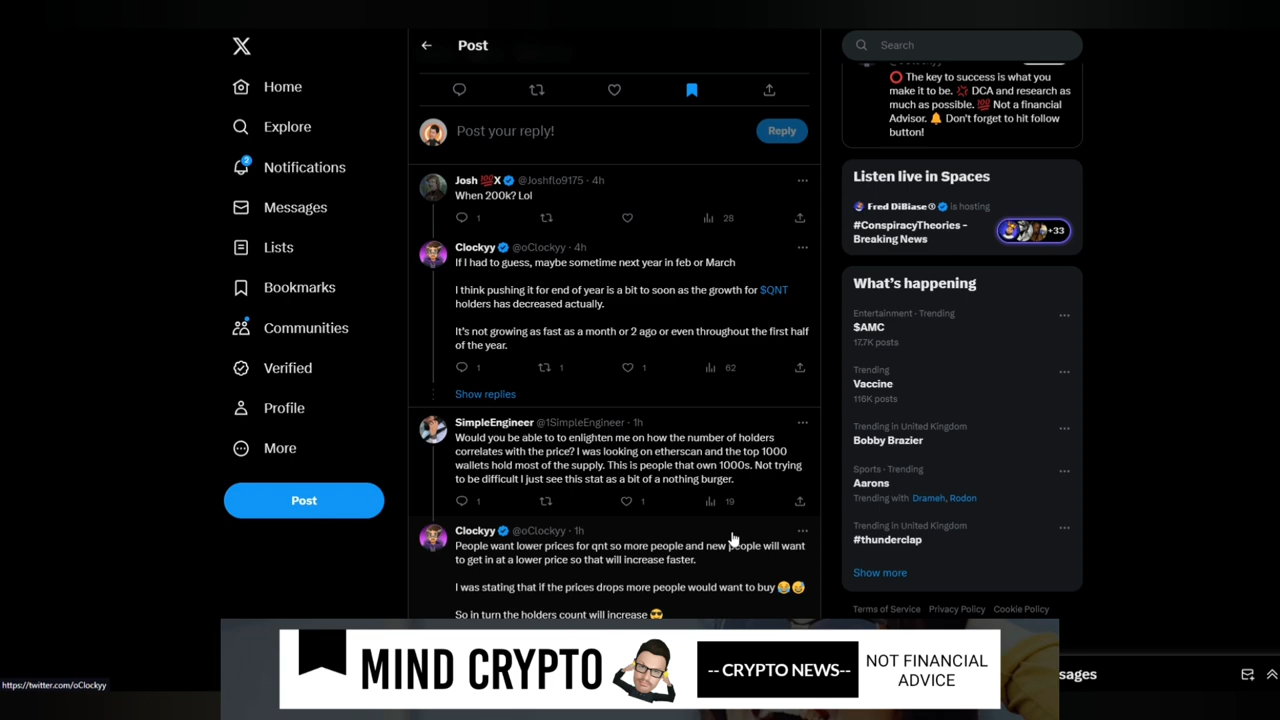 Home
Explore
2
Notifications
Messages
Lists
Bookmarks
Communities
Verified
Profile
More
Post
Post
Post your reply!
Reply
Josh 💯X @Joshflo9175 · 4h
When 200k? Lol
1
28
Clockyy @oClockyy · 4h
If I had to guess, maybe sometime next year in feb or March
I think pushing it for end of year is a bit to soon as the growth for $QNT
holders has decreased actually.
It's not growing as fast as a month or 2 ago or even throughout the first half
of the year.
1 1 1 62
Show replies
SimpleEngineer @1SimpleEngineer · 1h
Would you be able to to enlighten me on how the number of holders
correlates with the price? I was looking on etherscan and the top 1000
wallets hold most of the supply. This is people that own 1000s. Not trying
to be difficult I just see this stat as a bit of a nothing burger.
1 1 19
Clockyy @oClockyy · 1h
People want lower prices for qnt so more people and new people will want
to get in at a lower price so that will increase faster.
I was stating that if the prices drops more people would want to buy 😂😅
So in turn the holders count will increase 😎
Search
⭕ The key to success is what you
make it to be. 💢 DCA and research as
much as possible. 💯 Not a financial
Advisor. 🔔 Don't forget to hit follow
button!
Listen live in Spaces
Fred DiBiase is hosting
#ConspiracyTheories -
Breaking News
+33
What's happening
Entertainment · Trending
$AMC
17.7K posts
Trending
Vaccine
116K posts
Trending in United Kingdom
Bobby Brazier
Sports · Trending
Aarons
Trending with Drameh, Rodon
Trending in United Kingdom
#thunderclap
Show more
Terms of Service Privacy Policy Cookie Policy
ssages
MIND CRYPTO
-- CRYPTO NEWS--
NOT FINANCIAL
ADVICE
https://twitter.com/oClockyy